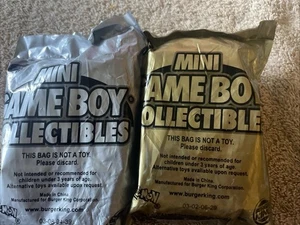 MINI
GAME BOY
COLLECTIBLES
THIS BAG IS NOT A TOY.
Please discard.
Not intended or recommended for
children under 3 years of age.
Alternative toys available upon request.
Made in China
Manufactured for Burger King Corporation
www.burgerking.com
MINI
GAME BOY
COLLECTIBLES
THIS BAG IS NOT A TOY.
Please discard.
Not intended or recommended for
children under 3 years of age.
Alternative toys available upon request.
Made in China.
Manufactured for Burger King Corporation
www.burgerking.com